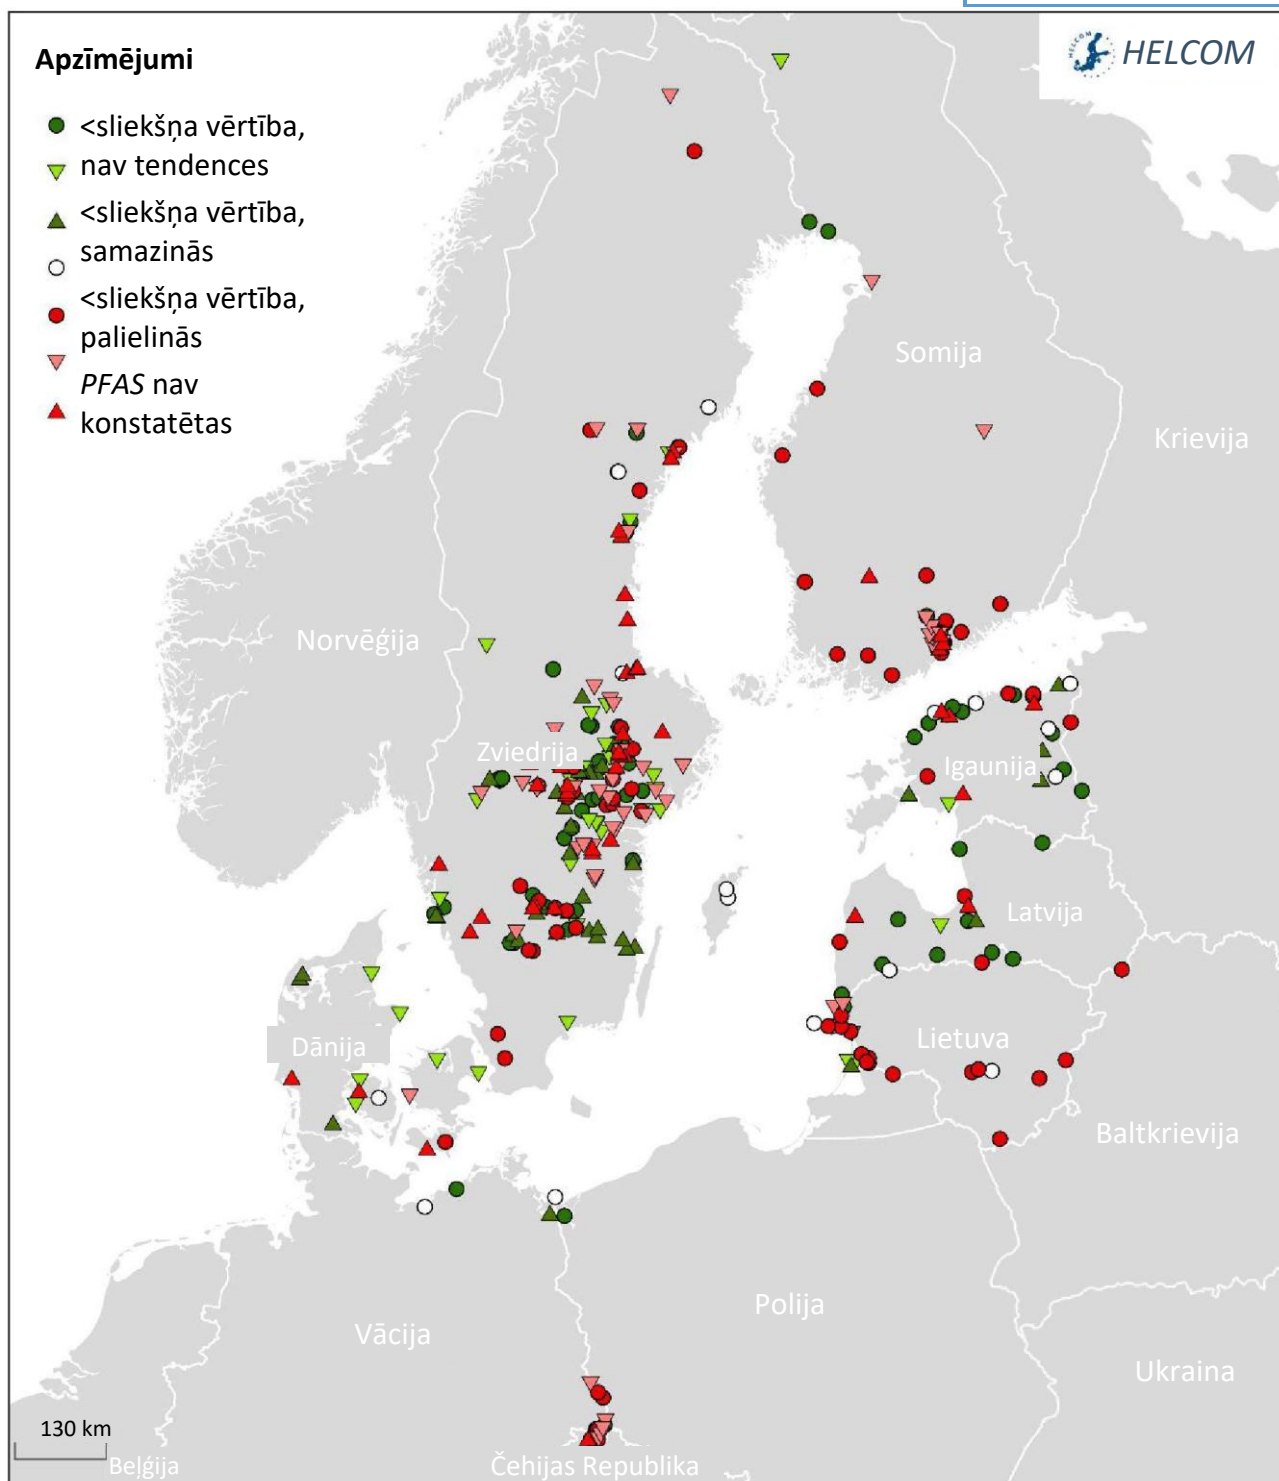 HELCOM
HELCOM
Apzīmējumi
<sliekšņa vērtība,
nav tendences
<sliekšņa vērtība,
samazinās
<sliekšņa vērtība,
palielinās
PFAS nav
konstatētas
Somija
Krievija
Norvēģija
Zviedrija
Igaunija
Latvija
Dānija
Lietuva
Baltkrievija
Polija
Vācija
Ukraina
130 km
Beļģija
Čehijas Republika